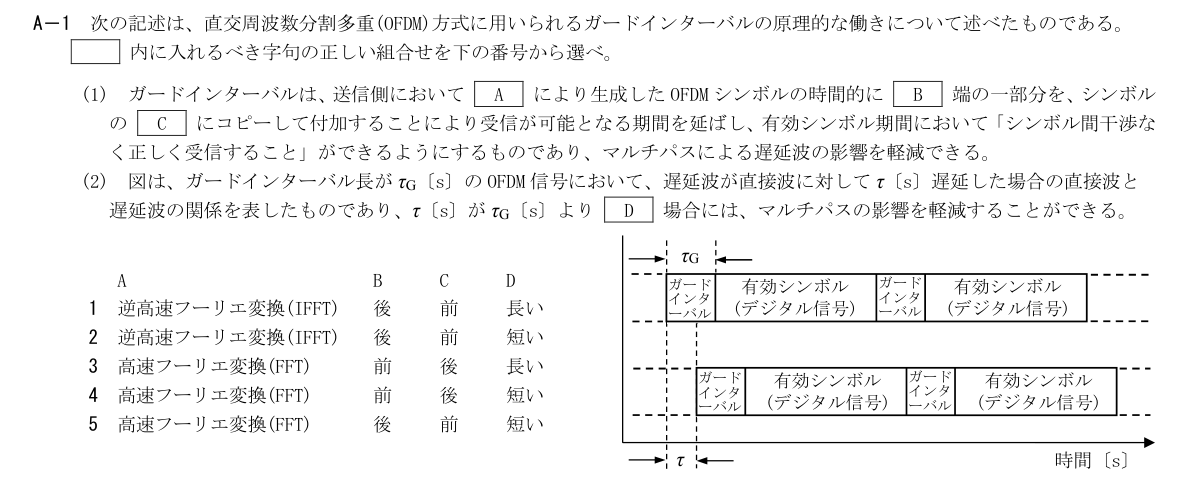 A-1 次の記述は、直交周波数分割多重(OFDM)方式に用いられるガードインターバルの原理的な働きについて述べたものである。
内に入れるべき字句の正しい組合せを下の番号から選べ。
(1) ガードインターバルは、送信側において A により生成した OFDM シンボルの時間的に B 端の一部分を、シンボル
の C にコピーして付加することにより受信が可能となる期間を延ばし、有効シンボル期間において「シンボル間干渉な
く正しく受信すること」ができるようにするものであり、マルチパスによる遅延波の影響を軽減できる。
(2) 図は、ガードインターバル長が τG〔s〕の OFDM 信号において、遅延波が直接波に対して τ〔s〕遅延した場合の直接波と
遅延波の関係を表したものであり、τ〔s〕が τG〔s〕より D 場合には、マルチパスの影響を軽減することができる。
A B C D
1 逆高速フーリエ変換(IFFT) 後 前 長い
2 逆高速フーリエ変換(IFFT) 後 前 短い
3 高速フーリエ変換(FFT) 前 後 長い
4 高速フーリエ変換(FFT) 前 後 短い
5 高速フーリエ変換(FFT) 後 前 短い
τG
ガード 有効シンボル ガード 有効シンボル
インタ (デジタル信号) インタ (デジタル信号)
ーバル ーバル
ガード 有効シンボル ガード 有効シンボル
インタ (デジタル信号) インタ (デジタル信号)
ーバル ーバル
τ
時間〔s〕